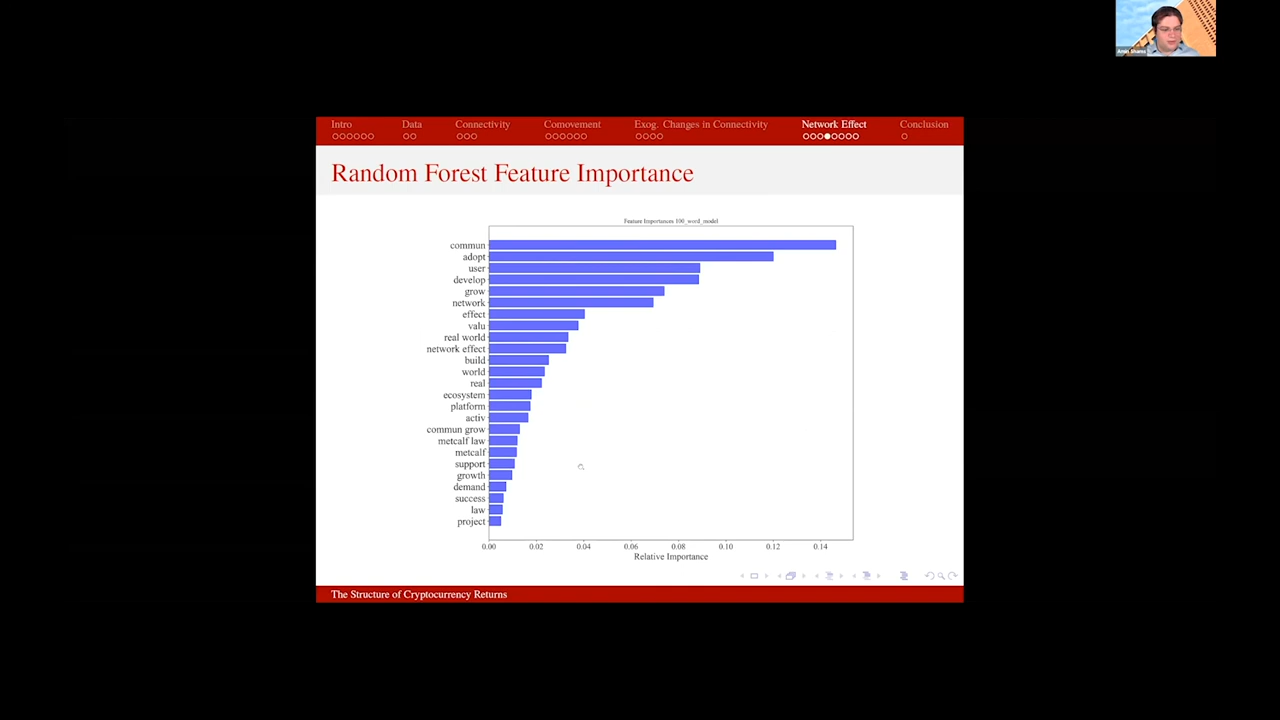 Amin Shams
Intro Data Connectivity Comovement Exog. Changes in Connectivity Network Effect Conclusion
Random Forest Feature Importance
Feature Importances 100_word_model
commun
adopt
user
develop
grow
network
effect
valu
real world
network effect
build
world
real
ecosystem
platform
activ
commun grow
metcalf law
metcalf
support
growth
demand
success
law
project
0.00 0.02 0.04 0.06 0.08 0.10 0.12 0.14
Relative Importance
The Structure of Cryptocurrency Returns